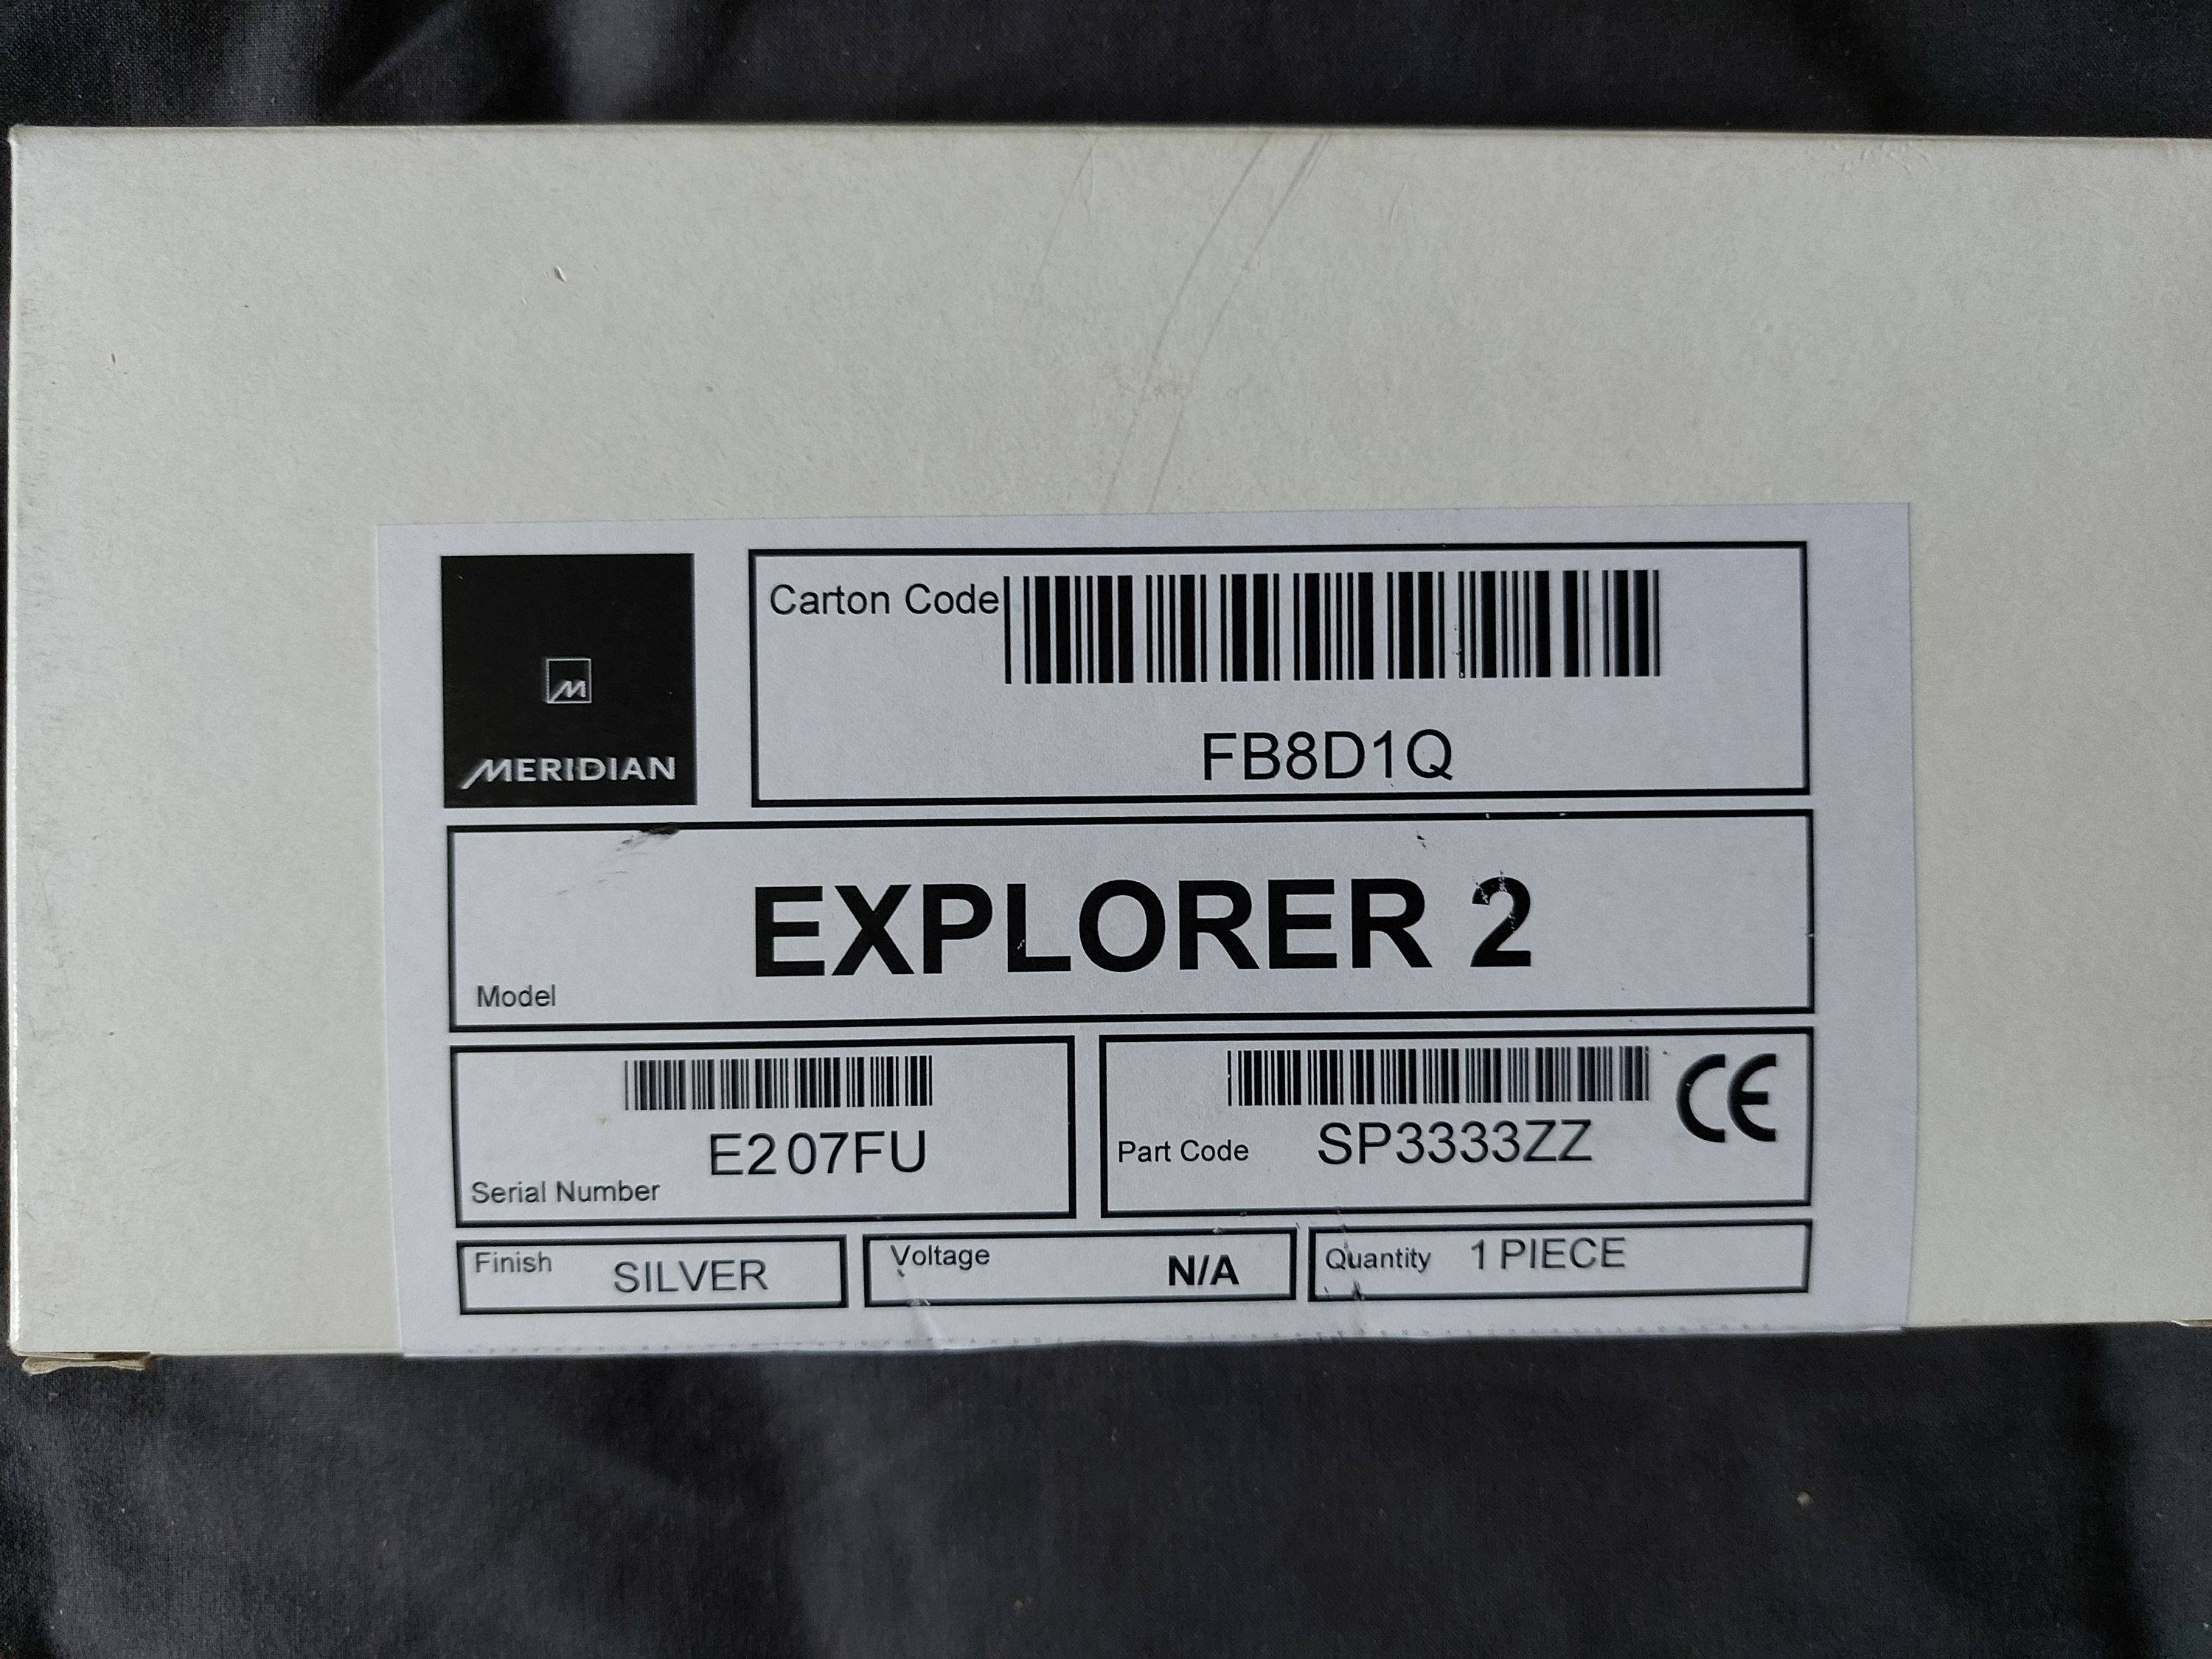 M
MERIDIAN
Carton Code
FB8D1Q
EXPLORER 2
Model
E207FU
Serial Number
Part Code SP3333ZZ CE
Finish SILVER
Voltage N/A
Quantity 1 PIECE